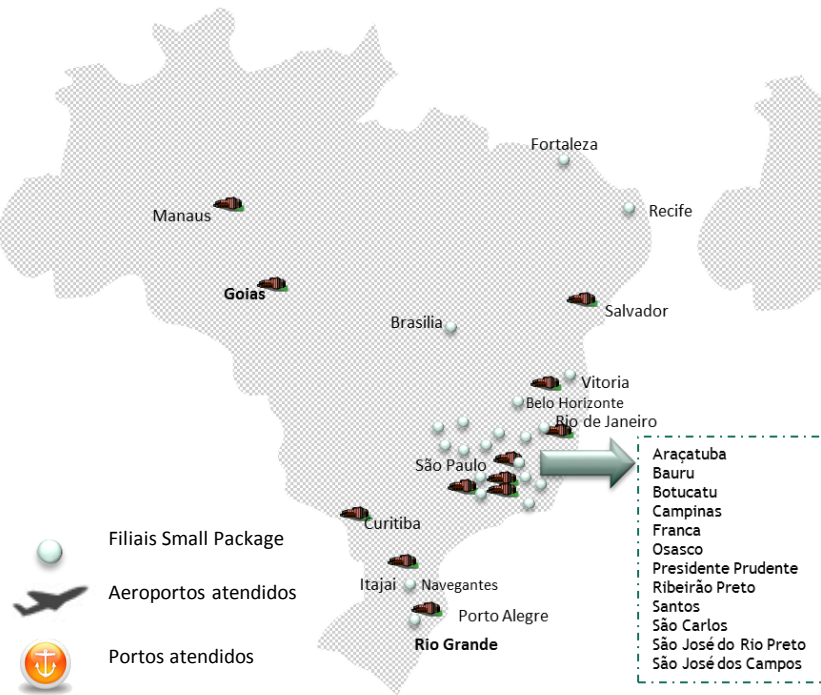 Fortaleza
Manaus
Recife
Goias
Salvador
Brasilia
Vitoria
Belo Horizonte
Rio de Janeiro
São Paulo
Araçatuba
Bauru
Botucatu
Campinas
Franca
Osasco
Presidente Prudente
Ribeirão Preto
Santos
São Carlos
São José do Rio Preto
São José dos Campos
Curitiba
Itajai
Navegantes
Porto Alegre
Rio Grande
Filiais Small Package
Aeroportos atendidos
Portos atendidos